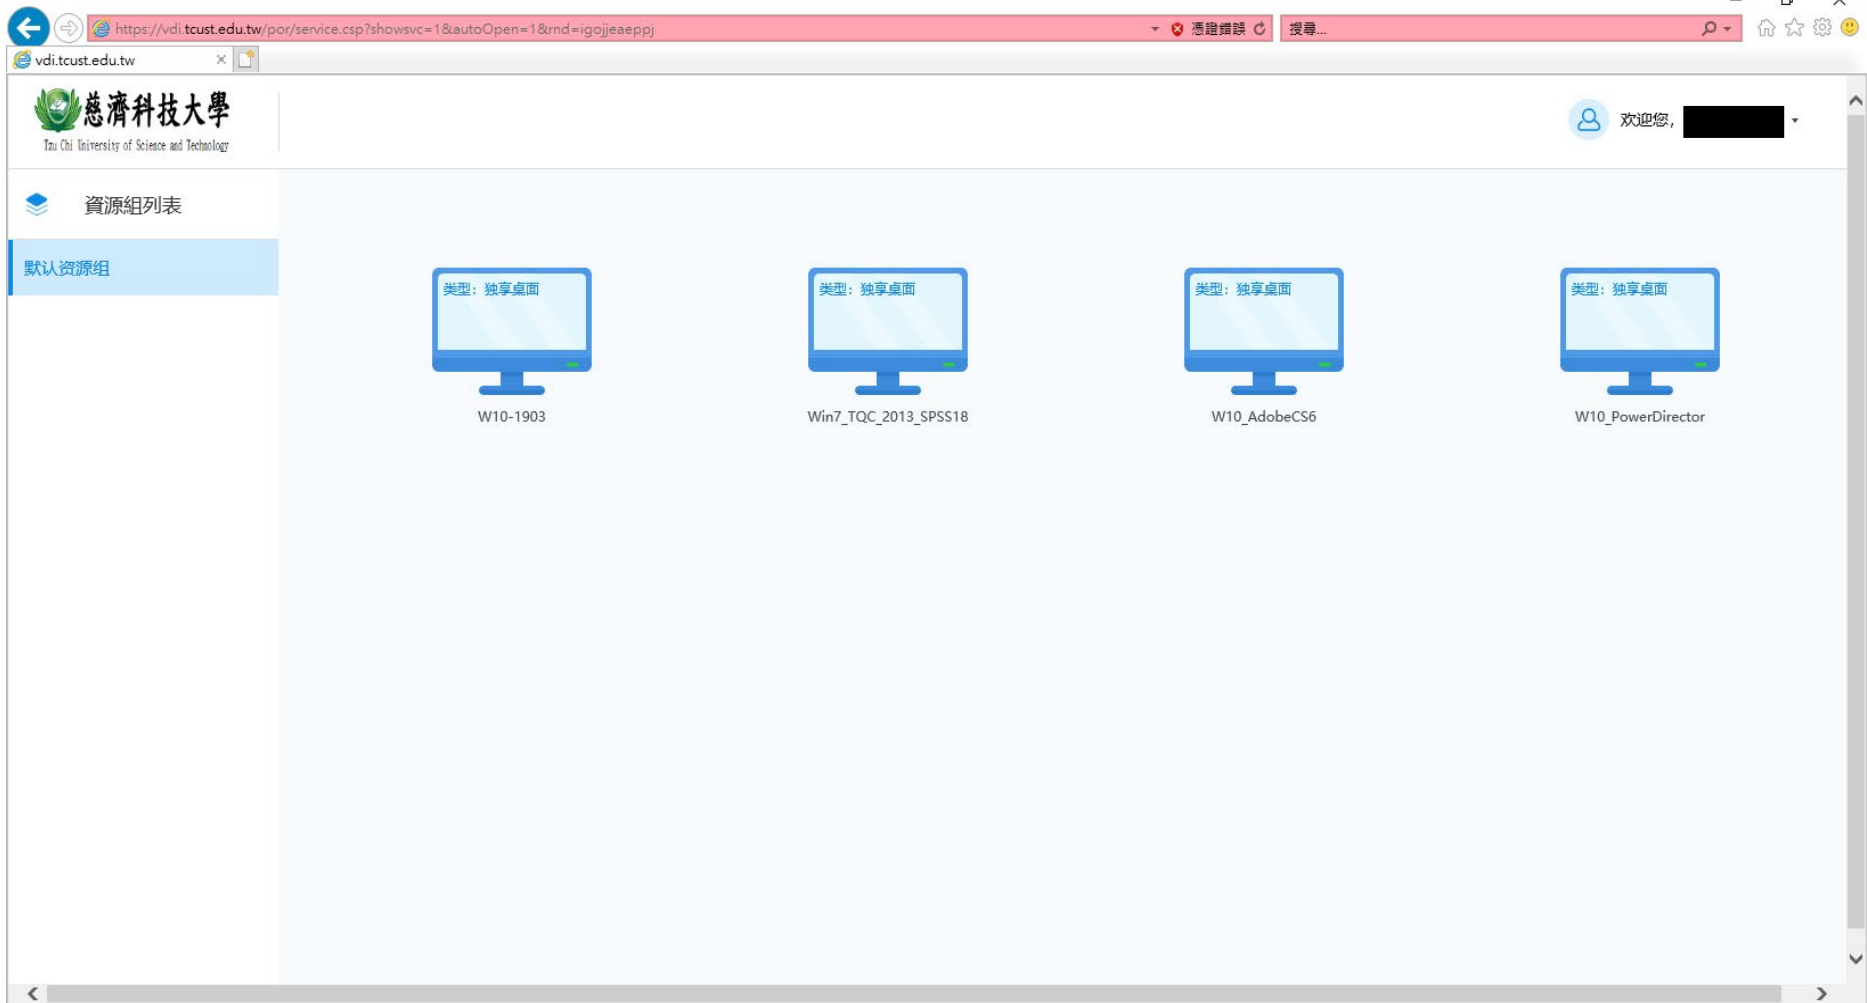 https://vdi.tcust.edu.tw/por/service.csp?showsvc=1&autoOpen=1&rnd=igojjeaeppj
憑證錯誤
搜尋...
vdi.tcust.edu.tw
慈濟科技大學
Tzu Chi University of Science and Technology
欢迎您，
資源組列表
默认资源组
类型：独享桌面
类型：独享桌面
类型：独享桌面
类型：独享桌面
W10-1903
Win7_TQC_2013_SPSS18
W10_AdobeCS6
W10_PowerDirector